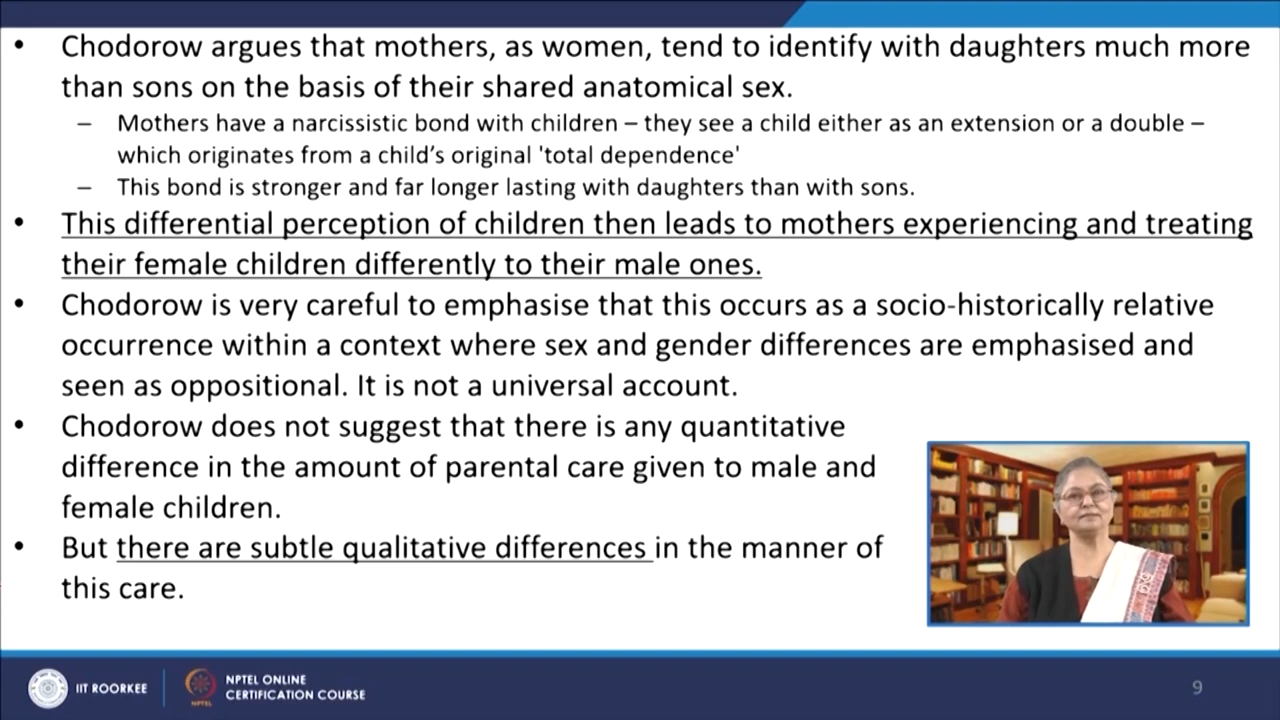 • Chodorow argues that mothers, as women, tend to identify with daughters much more
than sons on the basis of their shared anatomical sex.
– Mothers have a narcissistic bond with children – they see a child either as an extension or a double –
which originates from a child's original 'total dependence'
– This bond is stronger and far longer lasting with daughters than with sons.
• This differential perception of children then leads to mothers experiencing and treating
their female children differently to their male ones.
• Chodorow is very careful to emphasise that this occurs as a socio-historically relative
occurrence within a context where sex and gender differences are emphasised and
seen as oppositional. It is not a universal account.
• Chodorow does not suggest that there is any quantitative
difference in the amount of parental care given to male and
female children.
• But there are subtle qualitative differences in the manner of
this care.
IIT ROORKEE
NPTEL
NPTEL ONLINE
CERTIFICATION COURSE
9